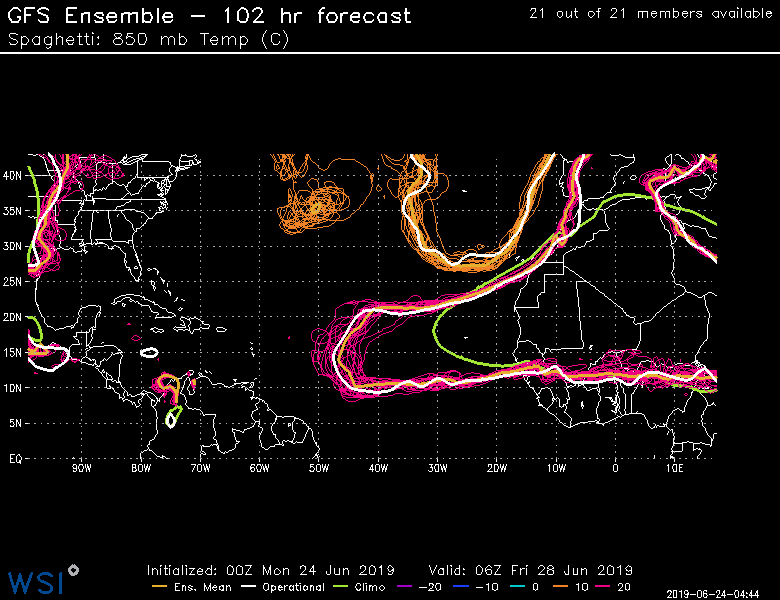 GFS Ensemble – 102 hr forecast
21 out of 21 members available
Spaghetti: 850 mb Temp (C)
40N
35N
30N
25N
20N
15N
10N
5N
EQ
90W 80W 70W 60W 50W 40W 30W 20W 10W 0 10E
Initialized: 00Z Mon 24 Jun 2019 Valid: 06Z Fri 28 Jun 2019
WSI
Ens. Mean Operational Climo -20 -10 0 10 20
2019-06-24-04:44